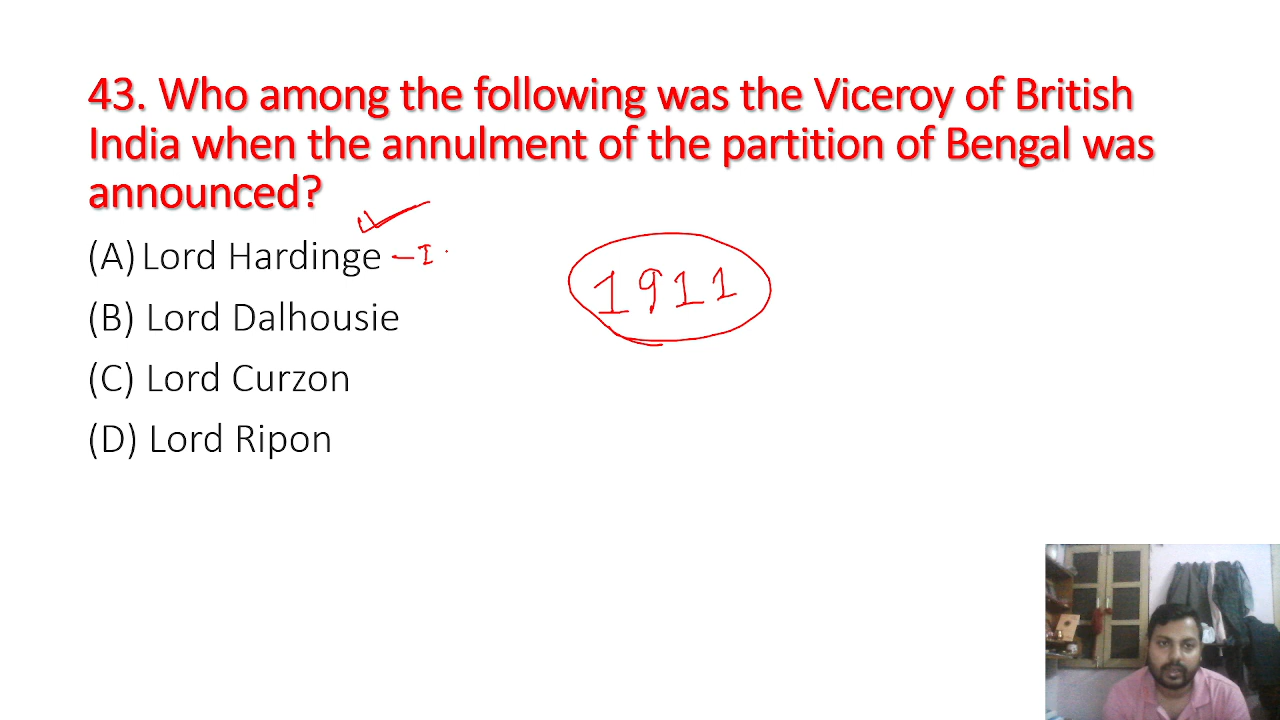 43. Who among the following was the Viceroy of British
India when the annulment of the partition of Bengal was
announced?
(A) Lord Hardinge – I
1911
(B) Lord Dalhousie
(C) Lord Curzon
(D) Lord Ripon